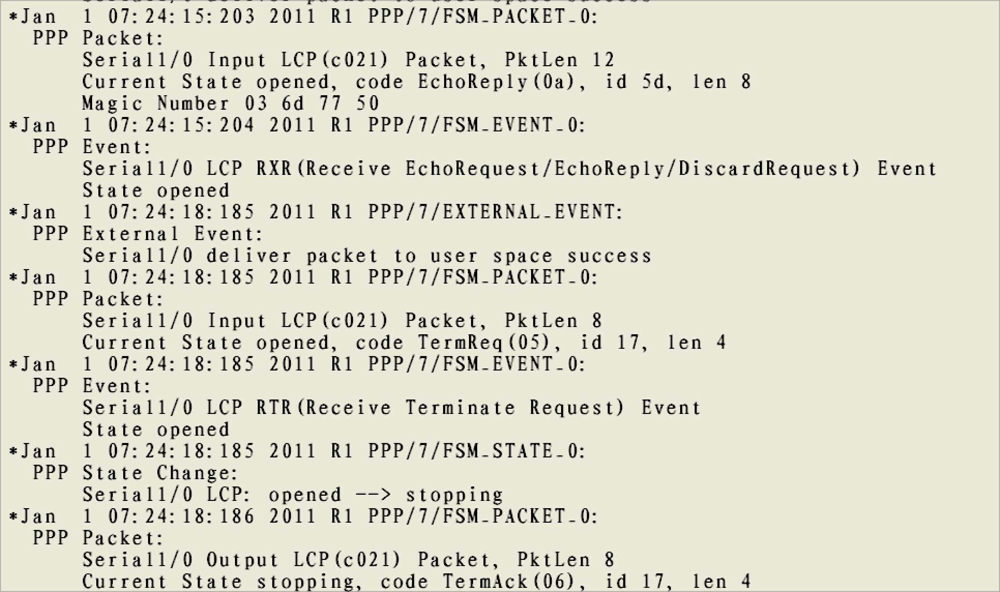 Serial1/0 deliver packet to user space success
*Jan  1 07:24:15:203 2011 R1 PPP/7/FSM_PACKET_0:
  PPP Packet:
      Serial1/0 Input LCP(c021) Packet, PktLen 12
      Current State opened, code EchoReply(0a), id 5d, len 8
      Magic Number 03 6d 77 50
*Jan  1 07:24:15:204 2011 R1 PPP/7/FSM_EVENT_0:
  PPP Event:
      Serial1/0 LCP RXR(Receive EchoRequest/EchoReply/DiscardRequest) Event
      State opened
*Jan  1 07:24:18:185 2011 R1 PPP/7/EXTERNAL_EVENT:
  PPP External Event:
      Serial1/0 deliver packet to user space success
*Jan  1 07:24:18:185 2011 R1 PPP/7/FSM_PACKET_0:
  PPP Packet:
      Serial1/0 Input LCP(c021) Packet, PktLen 8
      Current State opened, code TermReq(05), id 17, len 4
*Jan  1 07:24:18:185 2011 R1 PPP/7/FSM_EVENT_0:
  PPP Event:
      Serial1/0 LCP RTR(Receive Terminate Request) Event
      State opened
*Jan  1 07:24:18:185 2011 R1 PPP/7/FSM_STATE_0:
  PPP State Change:
      Serial1/0 LCP: opened --> stopping
*Jan  1 07:24:18:186 2011 R1 PPP/7/FSM_PACKET_0:
  PPP Packet:
      Serial1/0 Output LCP(c021) Packet, PktLen 8
      Current State stopping, code TermAck(06), id 17, len 4